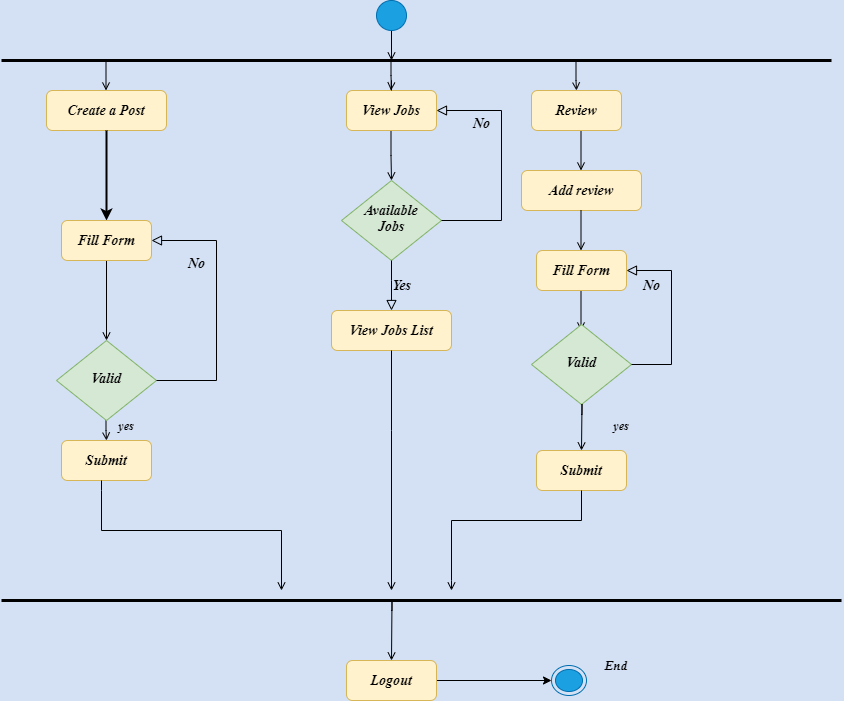 Create a Post
View Jobs
Review
No
Add review
Available
Jobs
Fill Form
No
Fill Form
No
Yes
View Jobs List
Valid
Valid
yes
yes
Submit
Submit
End
Logout